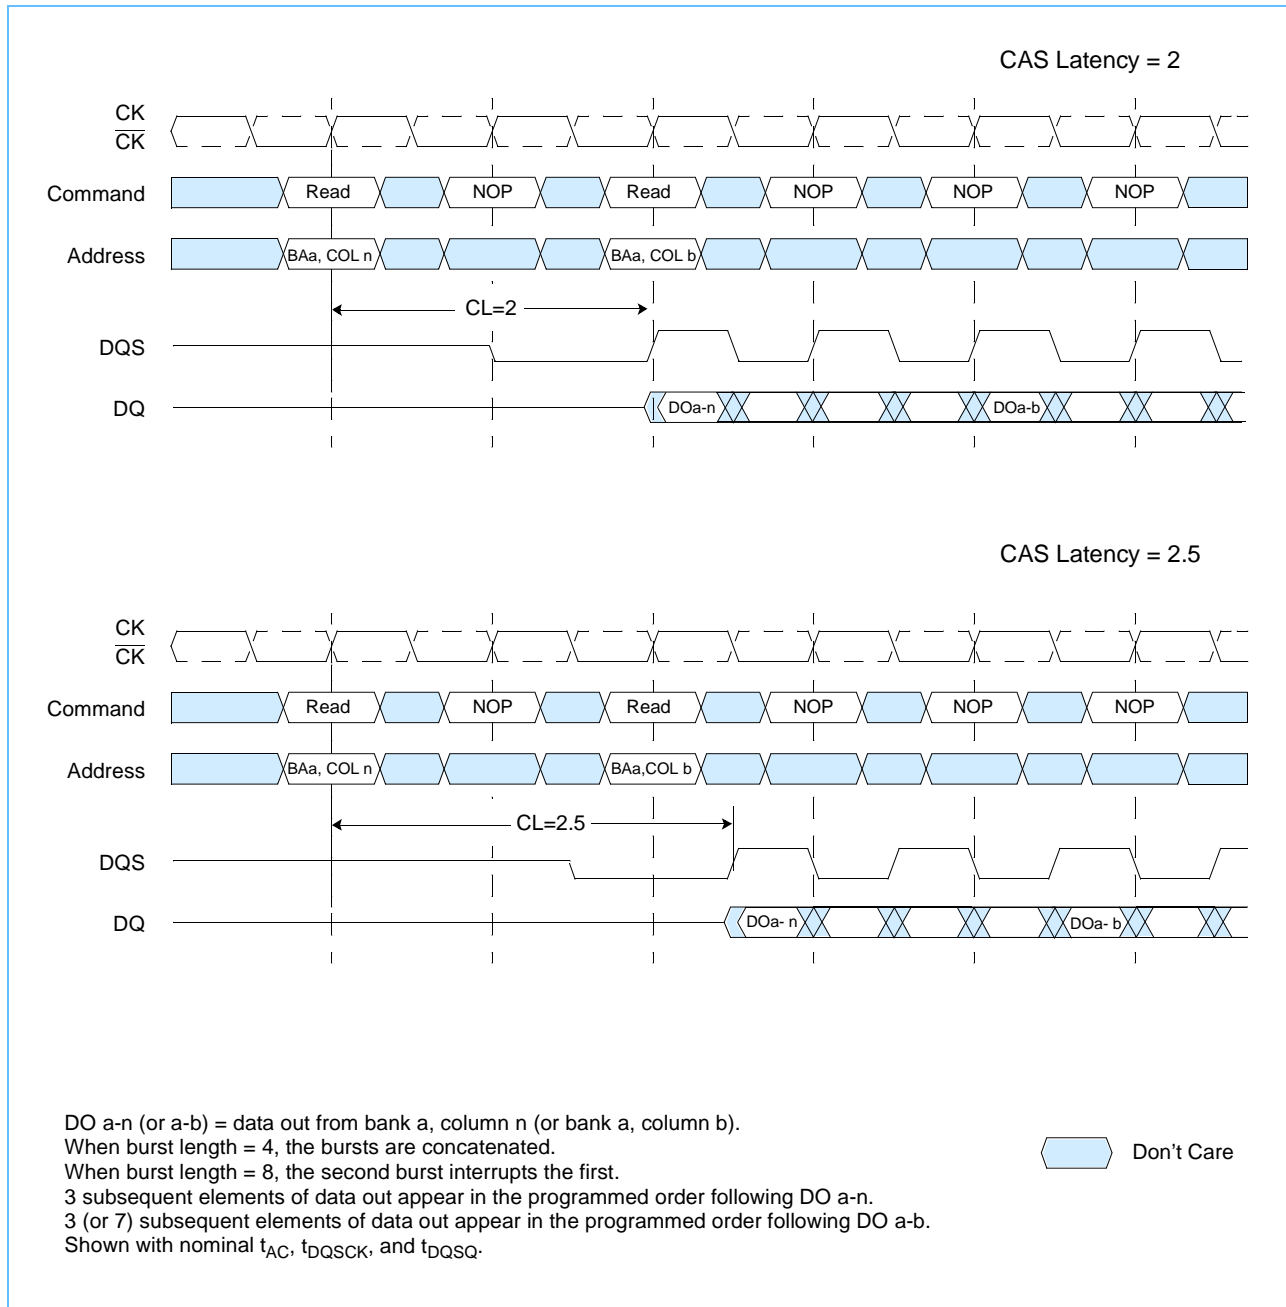 CAS Latency = 2
CK
CK
Command
Read
NOP
Read
NOP
NOP
NOP
Address
BAa, COL n
BAa, COL b
CL=2
DQS
DQ
DOa-n
DOa-b
CAS Latency = 2.5
CK
CK
Command
Read
NOP
Read
NOP
NOP
NOP
Address
BAa, COL n
BAa,COL b
CL=2.5
DQS
DQ
DOa- n
DOa- b
DO a-n (or a-b) = data out from bank a, column n (or bank a, column b).
When burst length = 4, the bursts are concatenated.
When burst length = 8, the second burst interrupts the first.
3 subsequent elements of data out appear in the programmed order following DO a-n.
3 (or 7) subsequent elements of data out appear in the programmed order following DO a-b.
Shown with nominal tAC, tDQSCK, and tDQSQ.
Don't Care